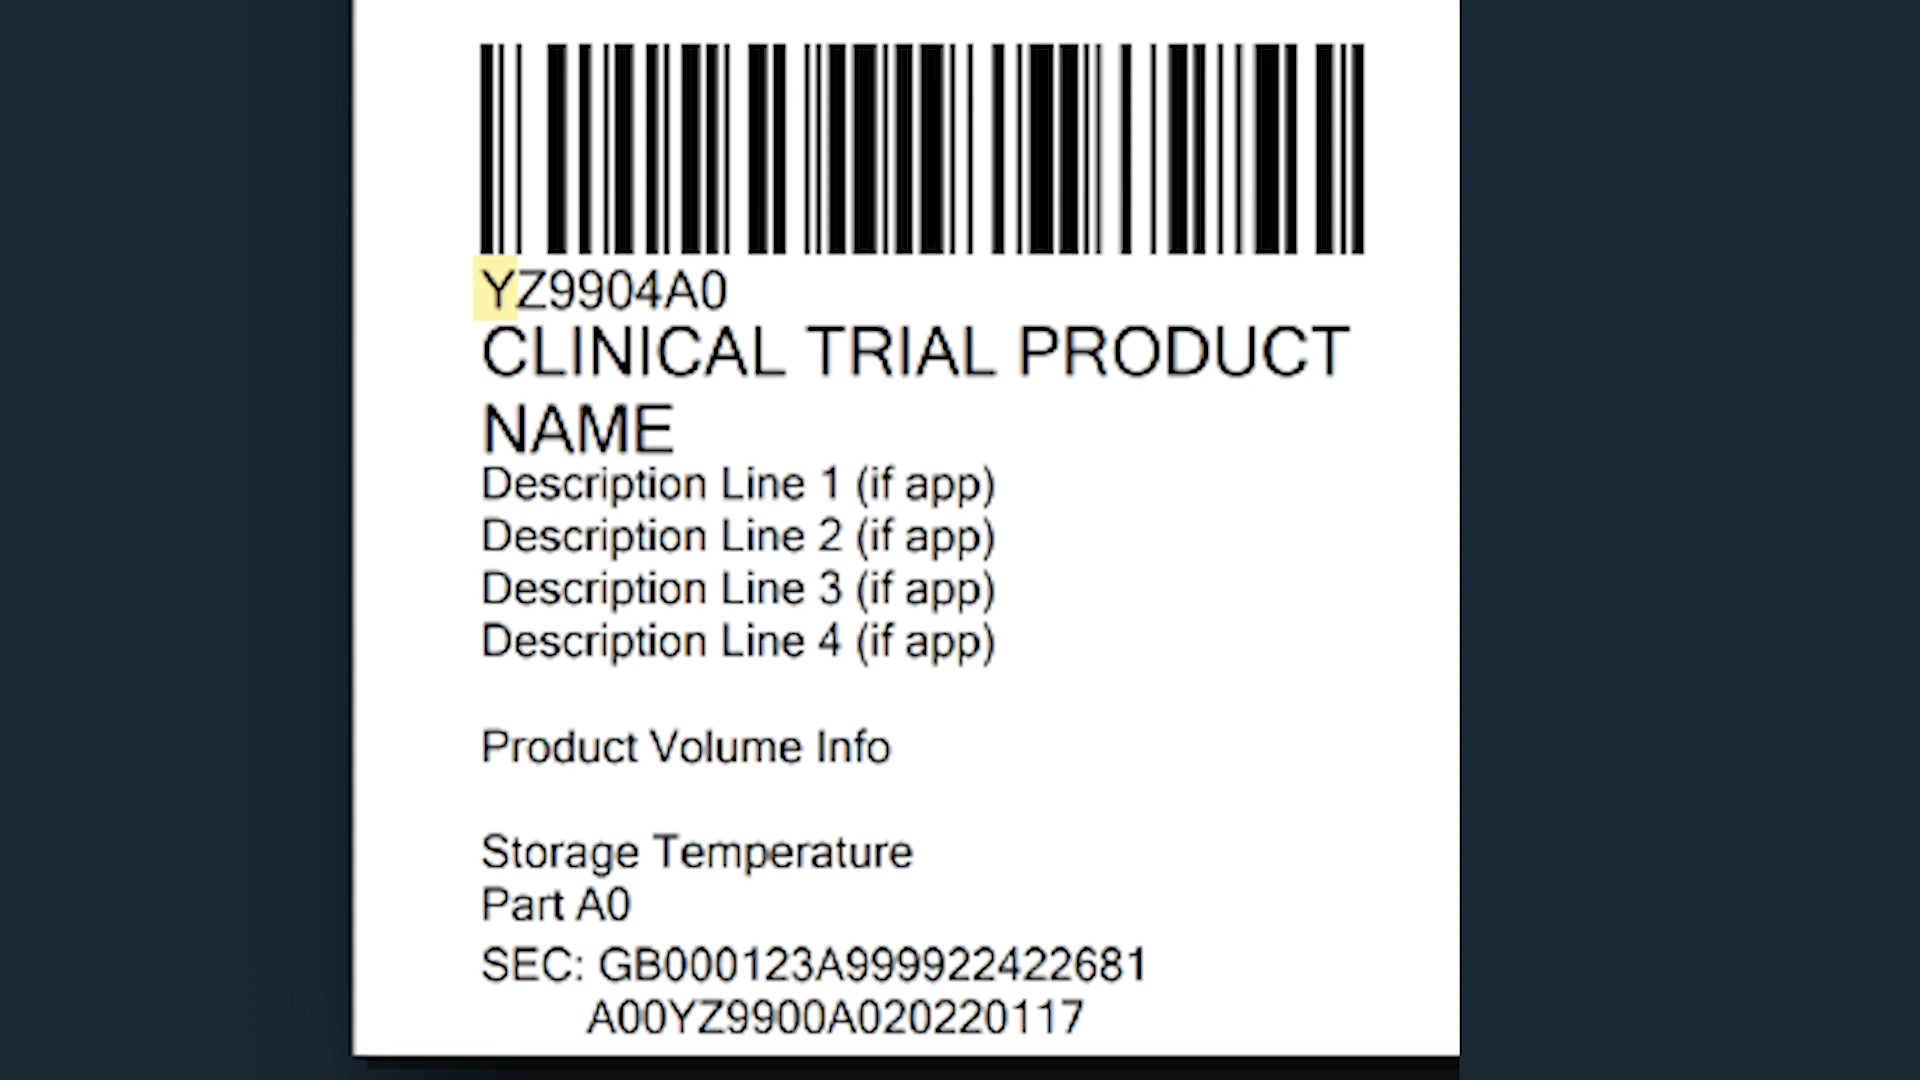 YZ9904A0
CLINICAL TRIAL PRODUCT
NAME
Description Line 1 (if app)
Description Line 2 (if app)
Description Line 3 (if app)
Description Line 4 (if app)
Product Volume Info
Storage Temperature
Part A0
SEC: GB000123A999922422681
A00YZ9900A020220117